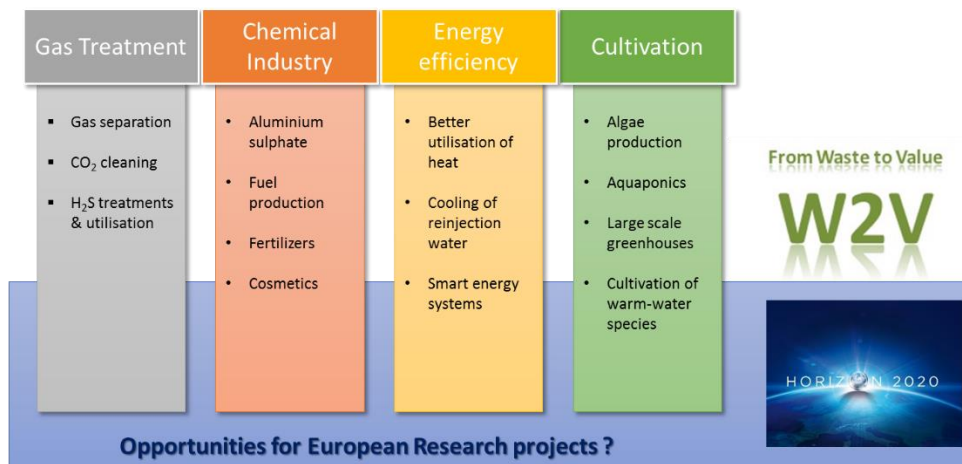 Gas Treatment
Gas separation
CO₂ cleaning
H₂S treatments
& utilisation
Chemical
Industry
Aluminium
sulphate
Fuel
production
Fertilizers
Cosmetics
Energy
efficiency
Better
utilisation of
heat
Cooling of
reinjection
water
Smart energy
systems
Cultivation
Algae
production
Aquaponics
Large scale
greenhouses
Cultivation of
warm-water
species
From Waste to Value
W2V
HORIZON 2020
Opportunities for European Research projects ?